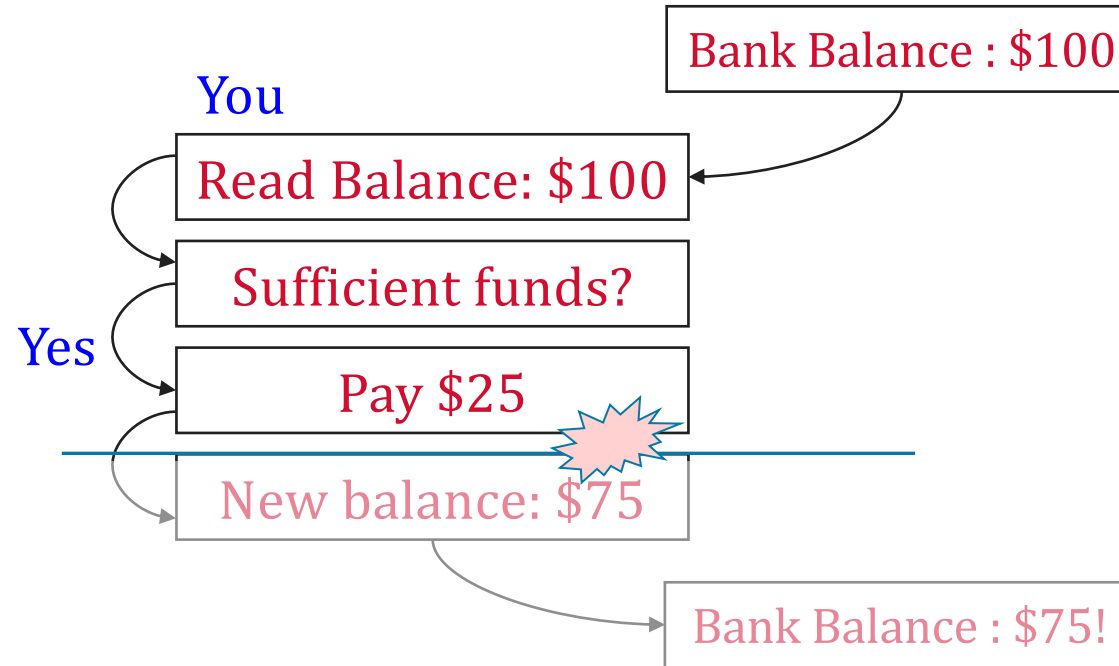 Bank Balance : $100
You
Read Balance: $100
Sufficient funds?
Yes
Pay $25
New balance: $75
Bank Balance : $75!